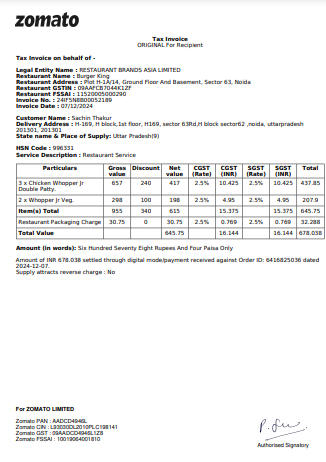 zomato
Tax Invoice
ORIGINAL For Recipient
Tax Invoice on behalf of -
Legal Entity Name : RESTAURANT BRANDS ASIA LIMITED
Restaurant Name : Burger King
Restaurant Address : Plot H-1A/14, Ground Floor And Basement, Sector 63, Noida
Restaurant GSTIN : 09AAFCB7044K1ZF
Restaurant FSSAI : 11520005000290
Invoice No. : 24IF5NB80052189
Invoice Date : 07/12/2024
Customer Name : Sachin Thakur
Delivery Address : H-169, H block,1st floor, H169, sector 63Rd,H block sector62 ,noida, uttarpradesh
201301, 201301
State name & Place of Supply: Uttar Pradesh(9)
HSN Code : 996331
Service Description : Restaurant Service
Particulars Gross value Discount Net value CGST (Rate) CGST (INR) SGST (Rate) SGST (INR) Total
3 x Chicken Whopper Jr Double Patty. 657 240 417 2.5% 10.425 2.5% 10.425 437.85
2 x Whopper Jr Veg. 298 100 198 2.5% 4.95 2.5% 4.95 207.9
Item(s) Total 955 340 615 15.375 15.375 645.75
Restaurant Packaging Charge 30.75 0 30.75 2.5% 0.769 2.5% 0.769 32.288
Total Value 645.75 16.144 16.144 678.038
Amount (in words): Six Hundred Seventy Eight Rupees And Four Paisa Only
Amount of INR 678.038 settled through digital mode/payment received against Order ID: 6416825036 dated
2024-12-07.
Supply attracts reverse charge : No
For ZOMATO LIMITED
Zomato PAN : AADCD4946L
Zomato CIN : L93030DL2010PLC198141
Zomato GST : 09AADCD4946L1Z8
Zomato FSSAI : 10019064001810
Authorised Signatory